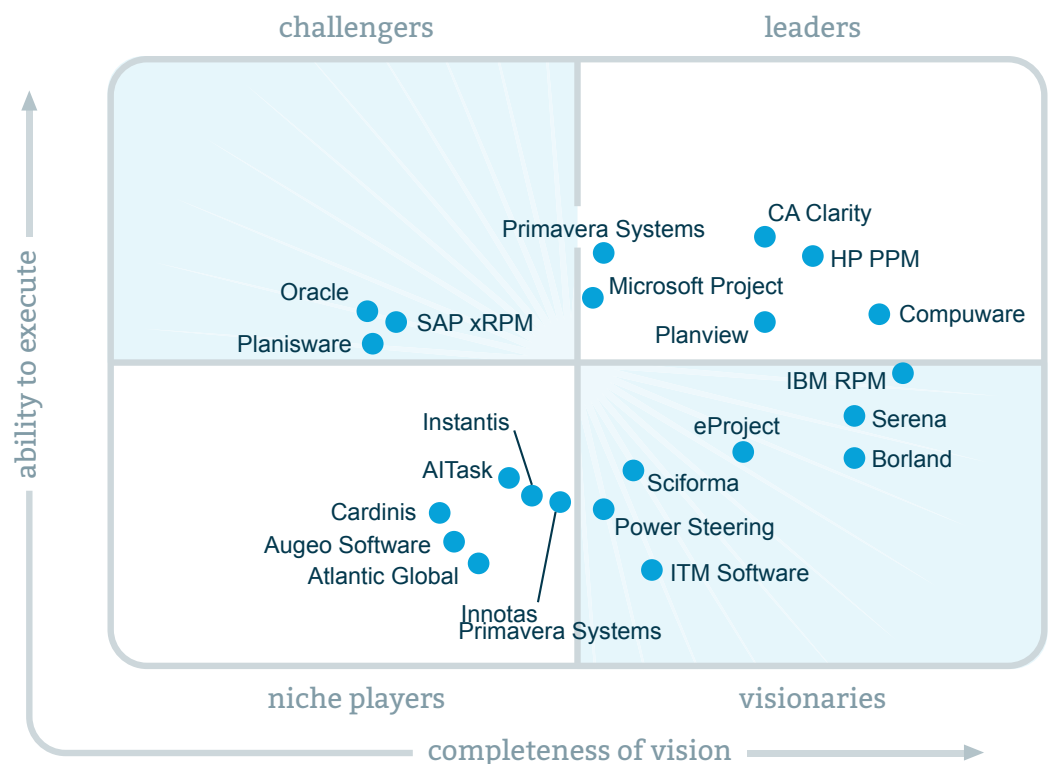 challengers
leaders
CA Clarity
Primavera Systems
HP PPM
Microsoft Project
Oracle
Compuware
SAP xRPM
Planview
Planisware
ability to execute
IBM RPM
Instantis
Serena
eProject
Borland
AITask
Sciforma
Cardinis
Power Steering
Augeo Software
ITM Software
Atlantic Global
Innotas
Primavera Systems
niche players
visionaries
completeness of vision